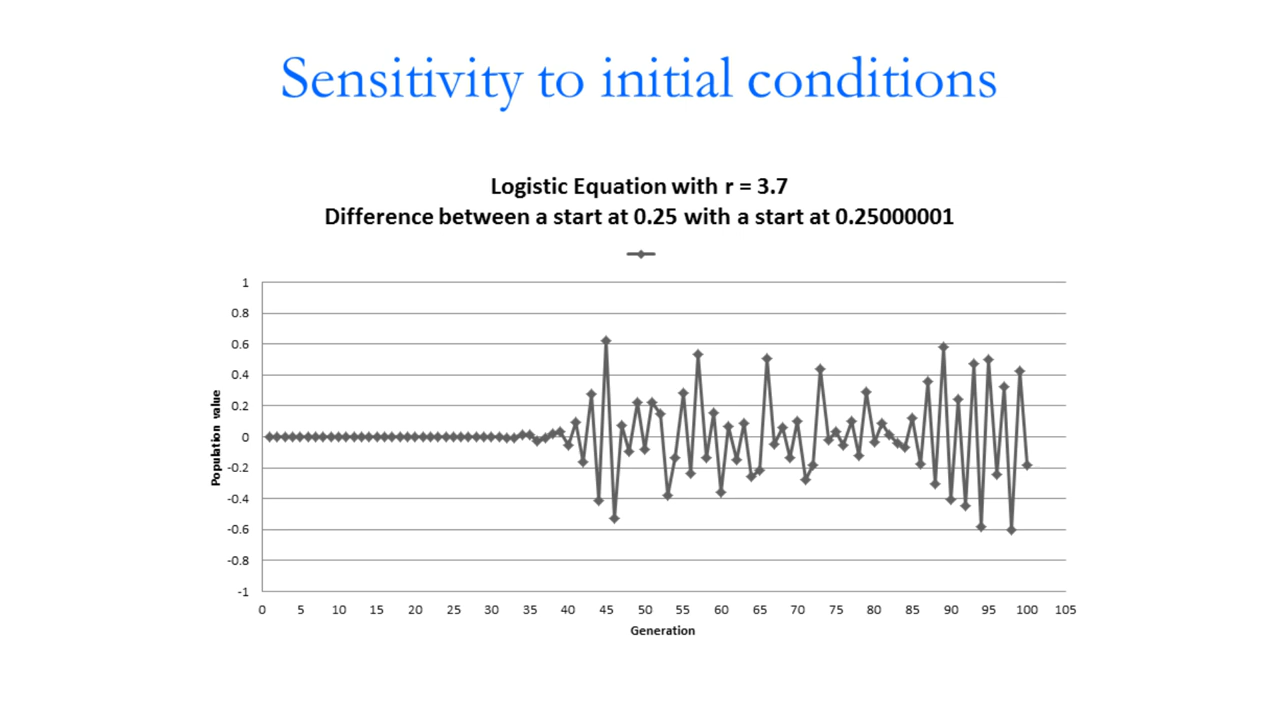 Sensitivity to initial conditions
Logistic Equation with r = 3.7
Difference between a start at 0.25 with a start at 0.25000001
1
0.8
0.6
0.4
0.2
0
-0.2
-0.4
-0.6
-0.8
-1
Population value
0 5 10 15 20 25 30 35 40 45 50 55 60 65 70 75 80 85 90 95 100 105
Generation